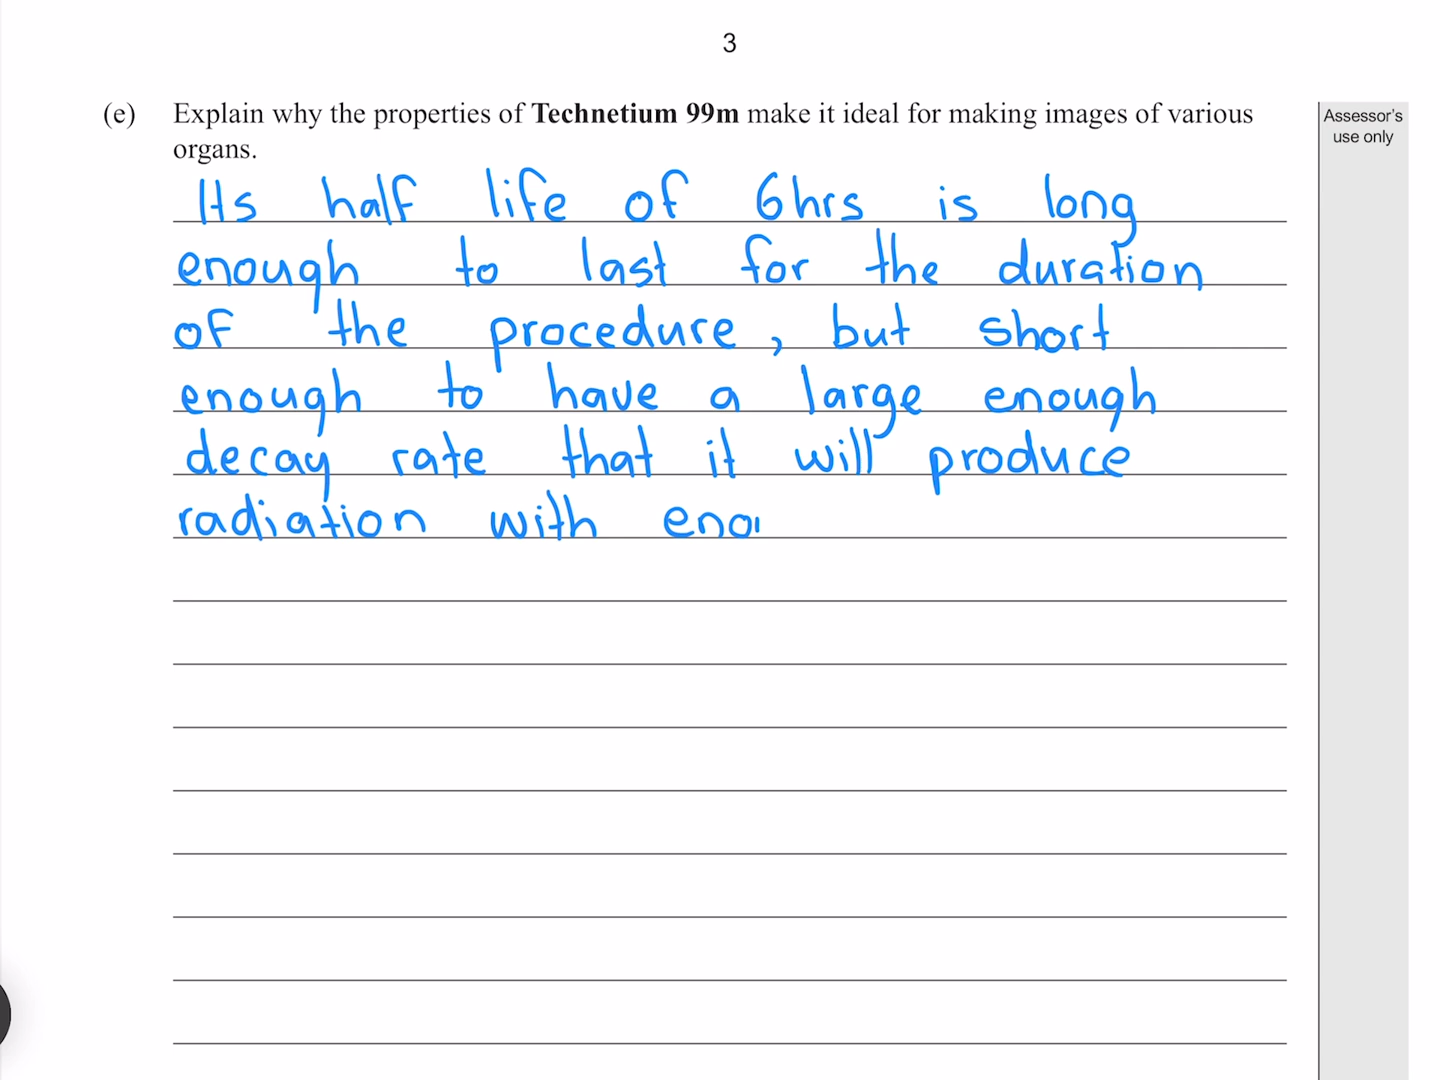 3
(e) Explain why the properties of Technetium 99m make it ideal for making images of various
organs.
Assessor's
use only
Its half life of 6hrs is long
enough to last for the duration
of the procedure, but short
enough to have a large enough
decay rate that it will produce
radiation with